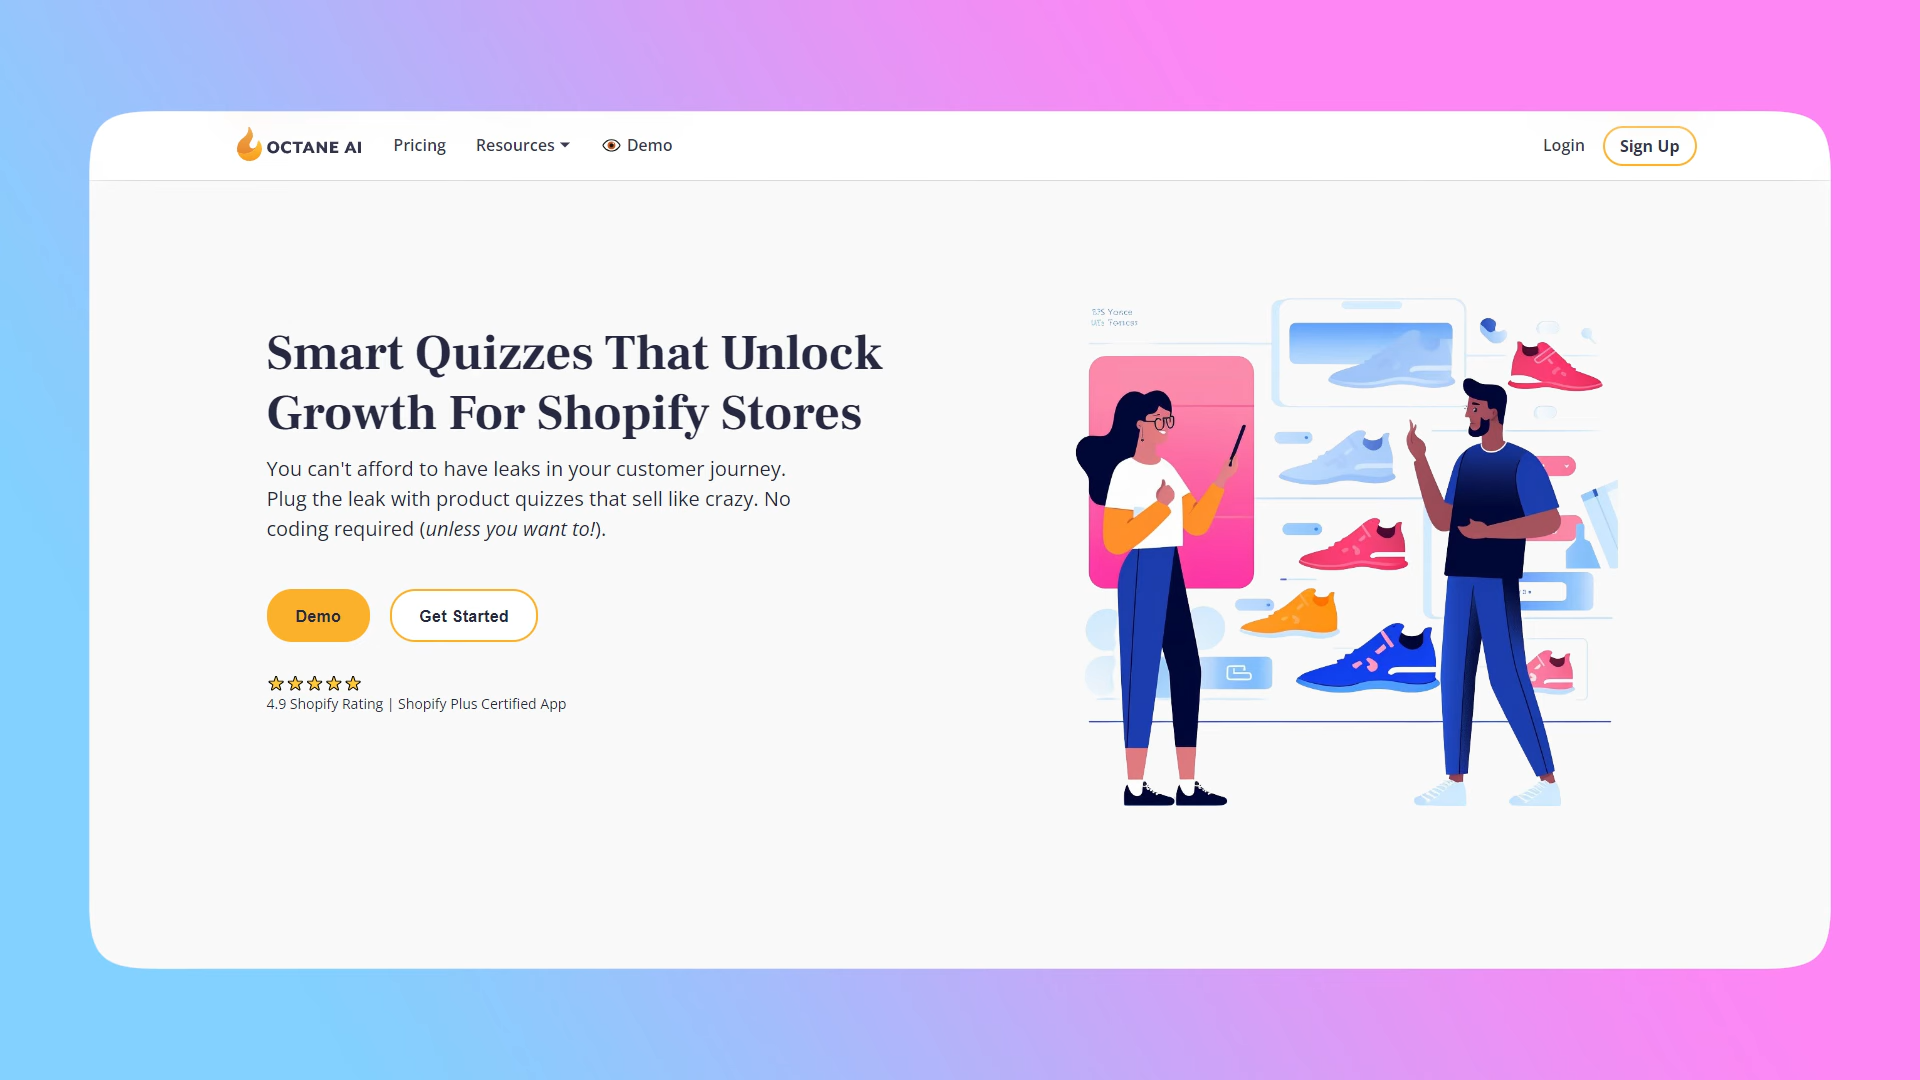 OCTANE AI
Pricing
Resources
Demo
Login
Sign Up
Smart Quizzes That Unlock
Growth For Shopify Stores
You can't afford to have leaks in your customer journey.
Plug the leak with product quizzes that sell like crazy. No
coding required (unless you want to!).
Demo
Get Started
4.9 Shopify Rating | Shopify Plus Certified App